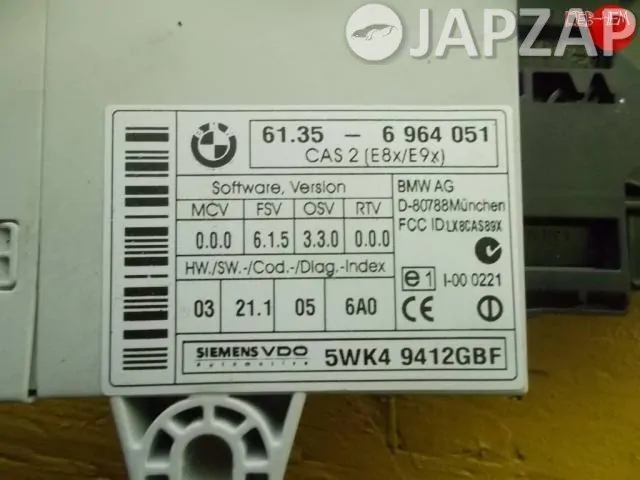 JAPZAP
BMW
61.35 - 6 964 051
CAS 2 (E8x/E9x)
Software, Version
MCV FSV OSV RTV
0.0.0 6.1.5 3.3.0 0.0.0
HW./SW.-/Cod.-/Diag.-Index
03 21.1 05 6A0
BMW AG
D-80788München
FCC ID:LX8CAS89X
e1 I-00 0221
CE
SIEMENS VDO
Automotive
5WK4 9412GBF